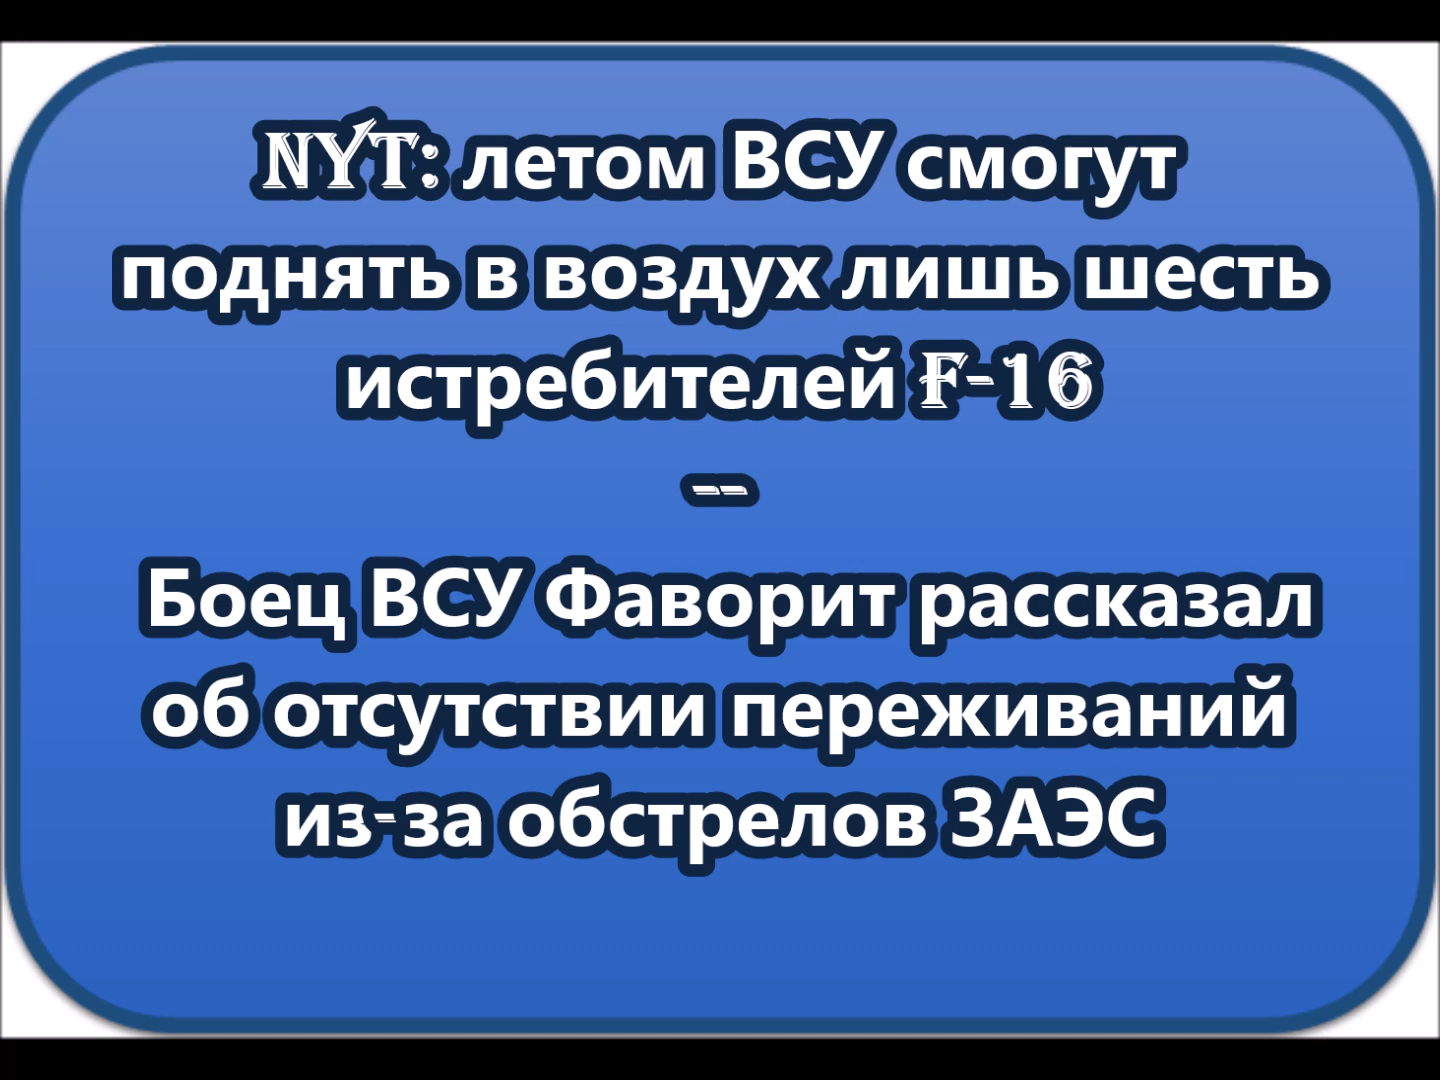 NYT: летом ВСУ смогут
поднять в воздух лишь шесть
истребителей F-16
--
Боец ВСУ Фаворит рассказал
об отсутствии переживаний
из-за обстрелов ЗАЭС